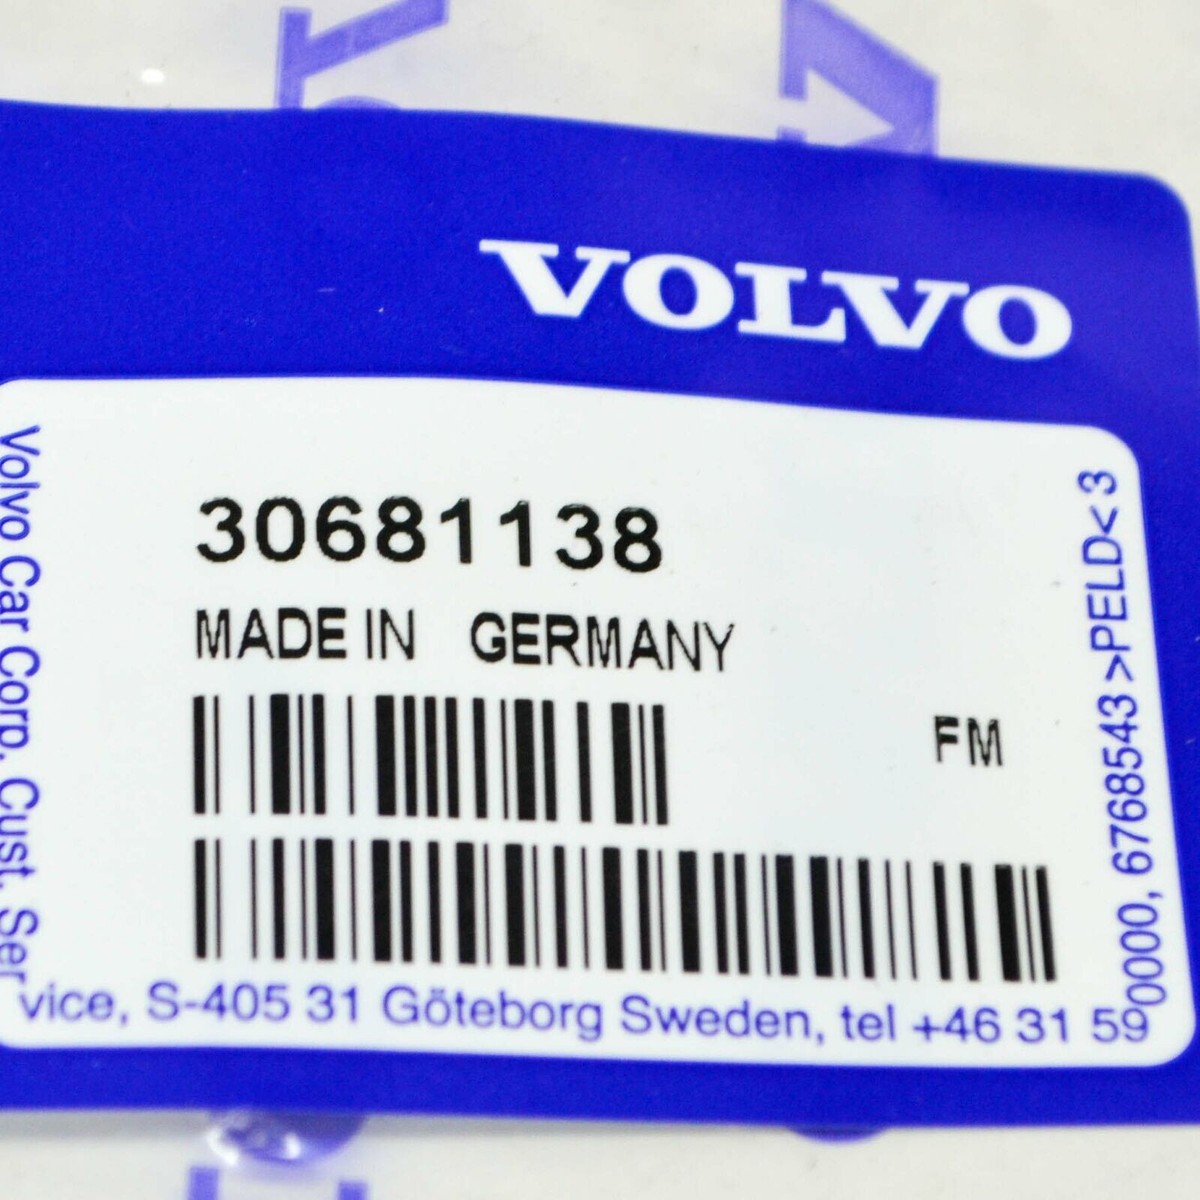 VOLVO
30681138
MADE IN GERMANY
FM
Volvo Car Corp. Cust. Ser
vice, S-405 31 Göteborg Sweden, tel +46 31 59
0000, 6768543 >PELD< 3